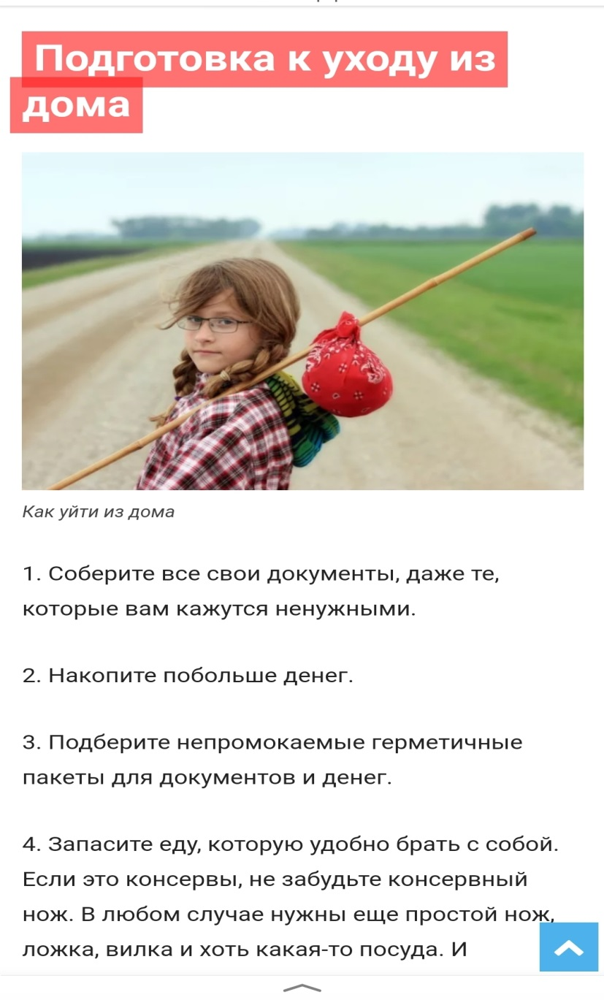 Подготовка к уходу из
дома
Как уйти из дома
1. Соберите все свои документы, даже те,
которые вам кажутся ненужными.
2. Накопите побольше денег.
3. Подберите непромокаемые герметичные
пакеты для документов и денег.
4. Запасите еду, которую удобно брать с собой.
Если это консервы, не забудьте консервный
нож. В любом случае нужны еще простой нож,
ложка, вилка и хоть какая-то посуда. И